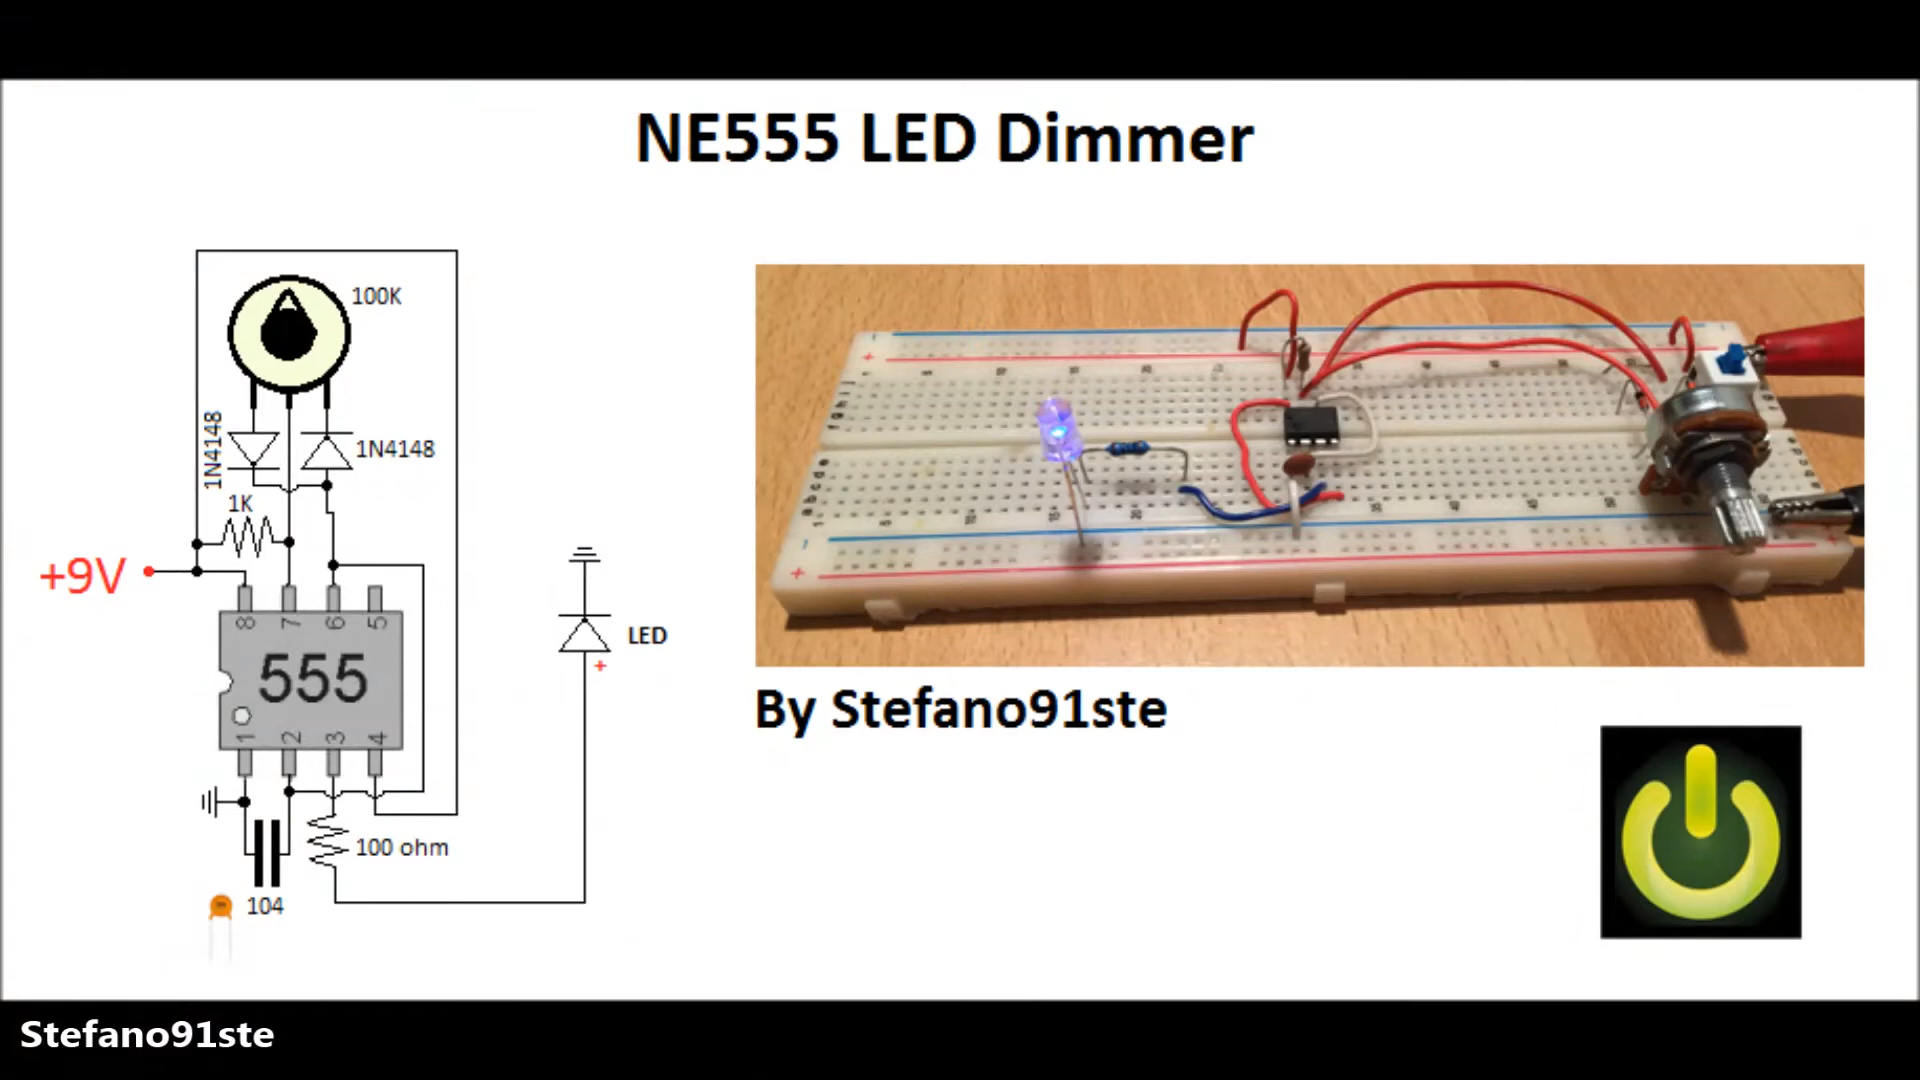 NE555 LED Dimmer
100K
1N4148
1N4148
1K
+9V
8 7 6 5
555
1 2 3 4
LED
+
100 ohm
104
By Stefano91ste
Stefano91ste